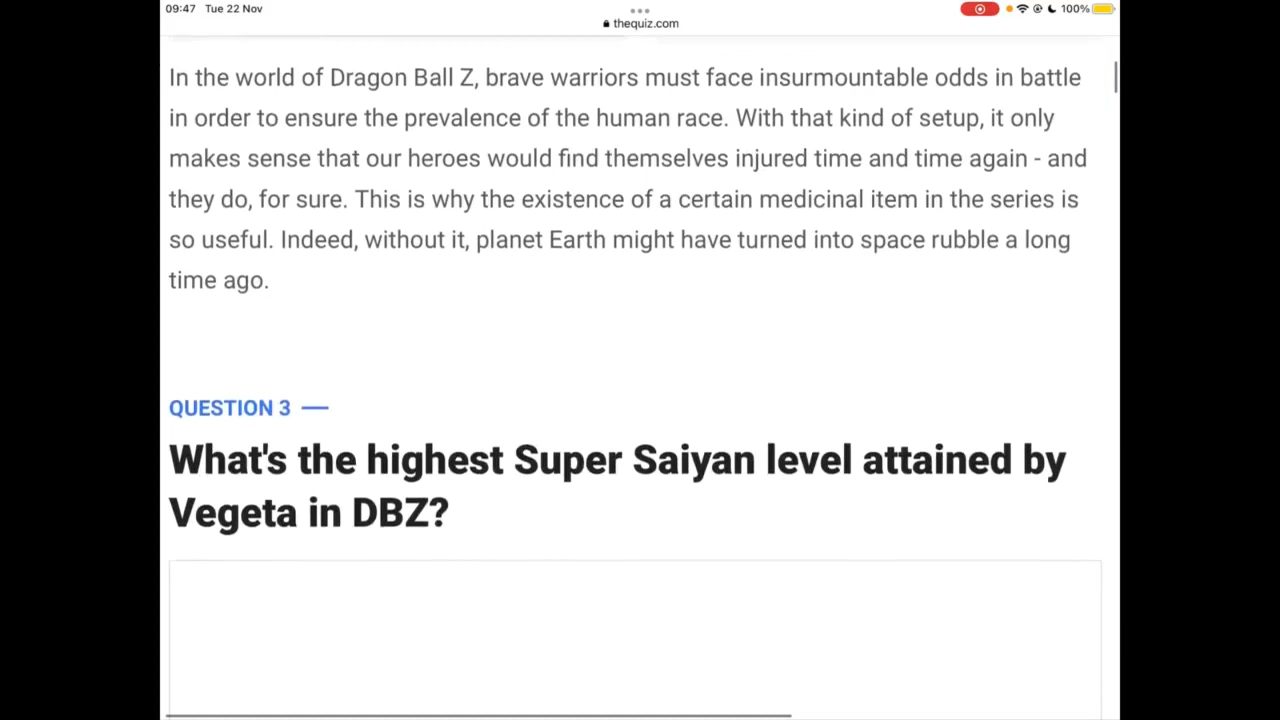 09:47 Tue 22 Nov
100%
thequiz.com
In the world of Dragon Ball Z, brave warriors must face insurmountable odds in battle
in order to ensure the prevalence of the human race. With that kind of setup, it only
makes sense that our heroes would find themselves injured time and time again - and
they do, for sure. This is why the existence of a certain medicinal item in the series is
so useful. Indeed, without it, planet Earth might have turned into space rubble a long
time ago.
QUESTION 3
What's the highest Super Saiyan level attained by
Vegeta in DBZ?